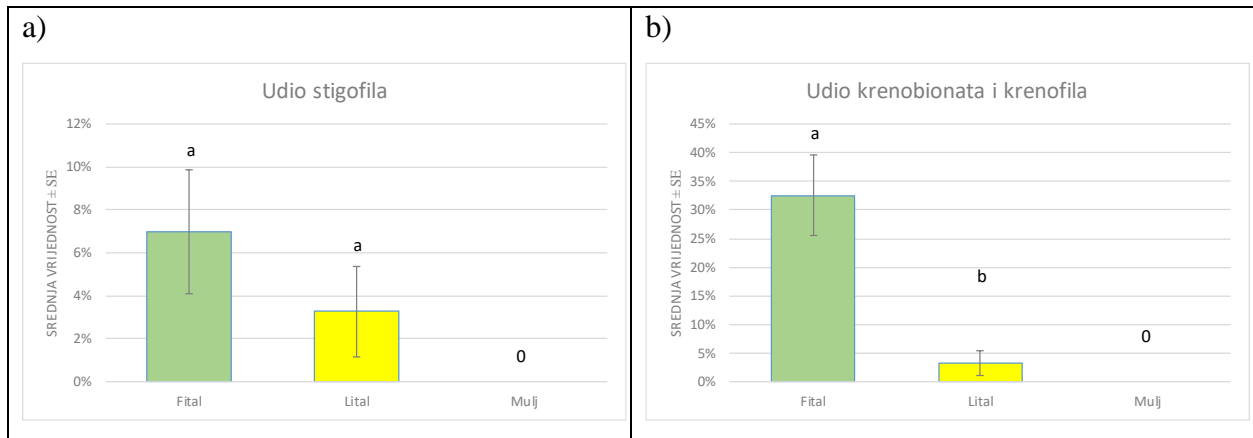 a)
Udio stigofila
SREDNJA VRIJEDNOST ± SE
12%
10%
8%
6%
4%
2%
0%
a
a
0
Fital Lital Mulj
b)
Udio krenobionata i krenofila
SREDNJA VRIJEDNOST ± SE
45%
40%
35%
30%
25%
20%
15%
10%
5%
0%
a
b
0
Fital Lital Mulj